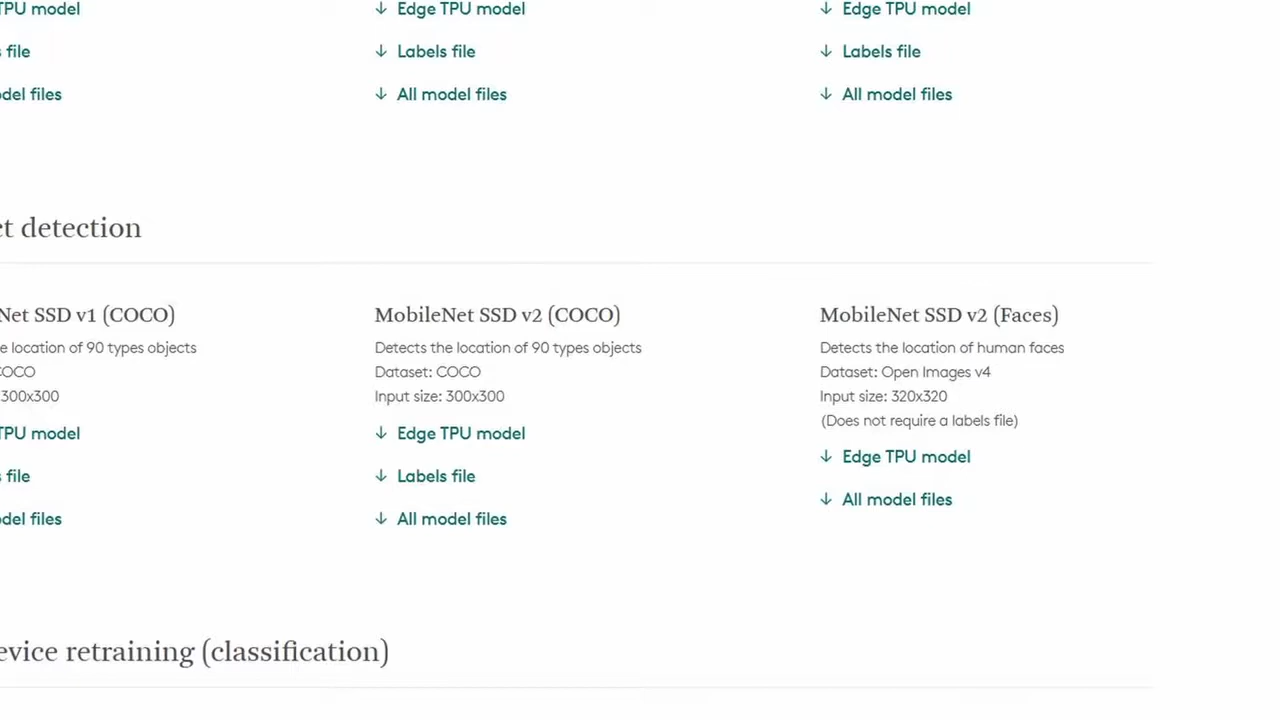 TPU model
Edge TPU model
Edge TPU model
file
Labels file
Labels file
del files
All model files
All model files
ct detection
Net SSD v1 (COCO)
e location of 90 types objects
COCO
300x300
TPU model
file
del files
MobileNet SSD v2 (COCO)
Detects the location of 90 types objects
Dataset: COCO
Input size: 300x300
Edge TPU model
Labels file
All model files
MobileNet SSD v2 (Faces)
Detects the location of human faces
Dataset: Open Images v4
Input size: 320x320
(Does not require a labels file)
Edge TPU model
All model files
evice retraining (classification)